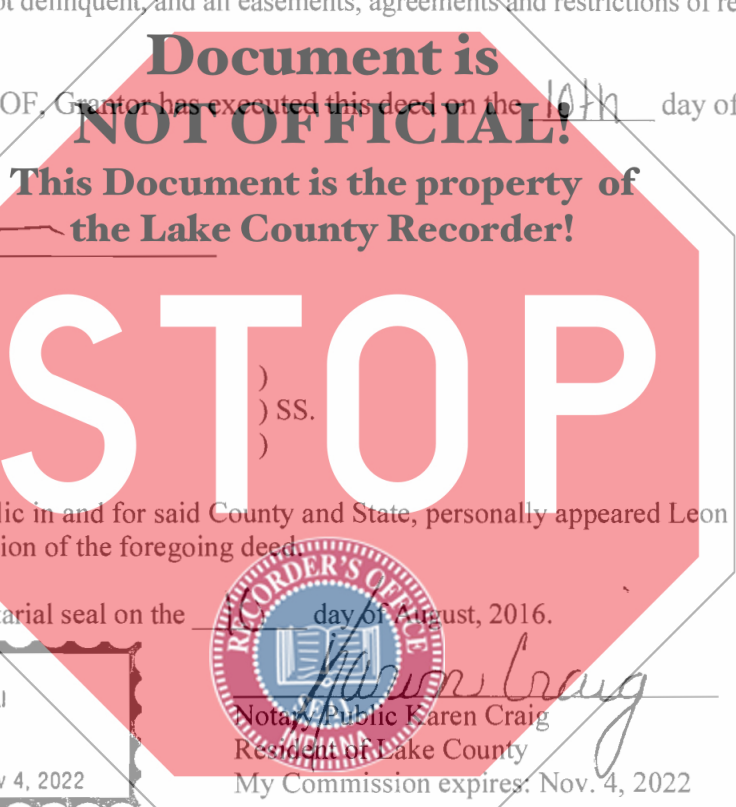 ot delinquent, and all easements, agreements and restrictions of re
Document is
OF, Grantor has executed this deed on the 10th day of
NOT OFFICIAL!
This Document is the property of
the Lake County Recorder!
STOP
)
) SS.
)
lic in and for said County and State, personally appeared Leon
ion of the foregoing deed.
RECORDER'S OFFICE
arial seal on the day of August, 2016.
Karen Craig
SEAL
Notary Public Karen Craig
INDIANA
Resident of Lake County
4, 2022
My Commission expires: Nov. 4, 2022